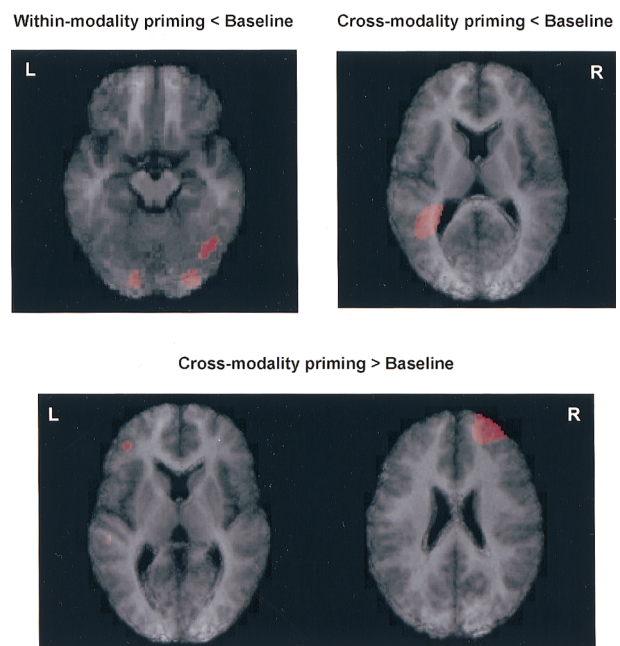 Within-modality priming < Baseline
Cross-modality priming < Baseline
L
R
Cross-modality priming > Baseline
L
R